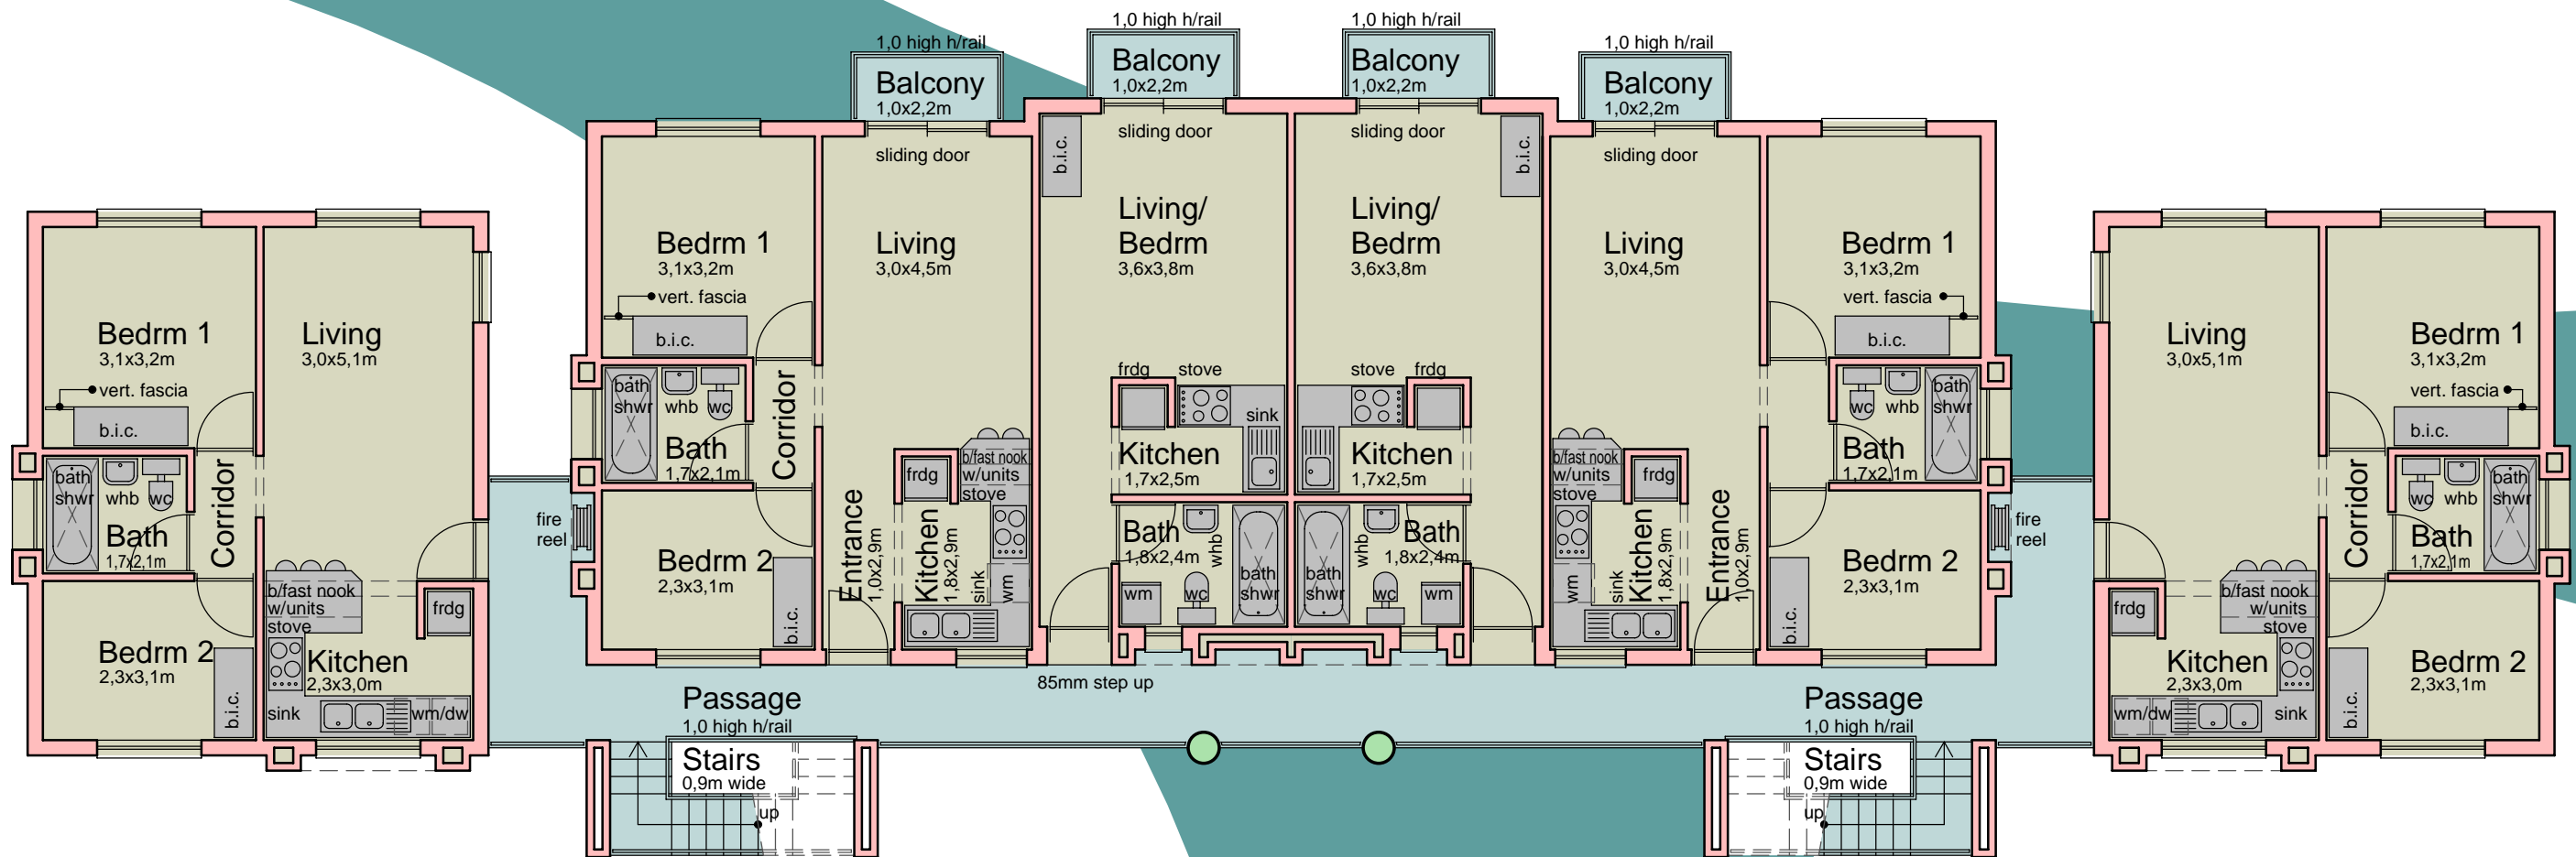 1,0 high h/rail
Balcony
1,0x2,2m
sliding door
1,0 high h/rail
Balcony
1,0x2,2m
sliding door
1,0 high h/rail
Balcony
1,0x2,2m
sliding door
1,0 high h/rail
Balcony
1,0x2,2m
sliding door
Bedrm 1
3,1x3,2m
vert. fascia
b.i.c.
Living
3,0x5,1m
bath
shwr
whb
wc
Bath
1,7x2,1m
Corridor
Bedrm 2
2,3x3,1m
b.i.c.
b/fast nook
w/units
stove
frdg
Kitchen
2,3x3,0m
sink
wm/dw
fire
reel
Bedrm 1
3,1x3,2m
vert. fascia
b.i.c.
Living
3,0x4,5m
bath
shwr
whb
wc
Bath
1,7x2,1m
Corridor
Bedrm 2
2,3x3,1m
b.i.c.
Entrance
1,0x2,9m
frdg
b/fast nook
w/units
stove
Kitchen
1,8x2,9m
sink
wm
b.i.c.
Living/
Bedrm
3,6x3,8m
frdg
stove
sink
Kitchen
1,7x2,5m
Bath
1,8x2,4m
whb
wm
wc
bath
shwr
b.i.c.
Living/
Bedrm
3,6x3,8m
stove
frdg
Kitchen
1,7x2,5m
Bath
1,8x2,4m
whb
bath
shwr
wc
wm
Living
3,0x4,5m
b/fast nook
w/units
stove
frdg
Kitchen
1,8x2,9m
sink
wm
Entrance
1,0x2,9m
Bedrm 1
3,1x3,2m
vert. fascia
b.i.c.
wc
whb
bath
shwr
Bath
1,7x2,1m
Bedrm 2
2,3x3,1m
b.i.c.
fire
reel
Living
3,0x5,1m
Bedrm 1
3,1x3,2m
vert. fascia
b.i.c.
Corridor
wc
whb
bath
shwr
Bath
1,7x2,1m
frdg
b/fast nook
w/units
stove
Kitchen
2,3x3,0m
wm/dw
sink
Bedrm 2
2,3x3,1m
b.i.c.
85mm step up
Passage
1,0 high h/rail
Stairs
0,9m wide
up
Passage
1,0 high h/rail
Stairs
0,9m wide
up